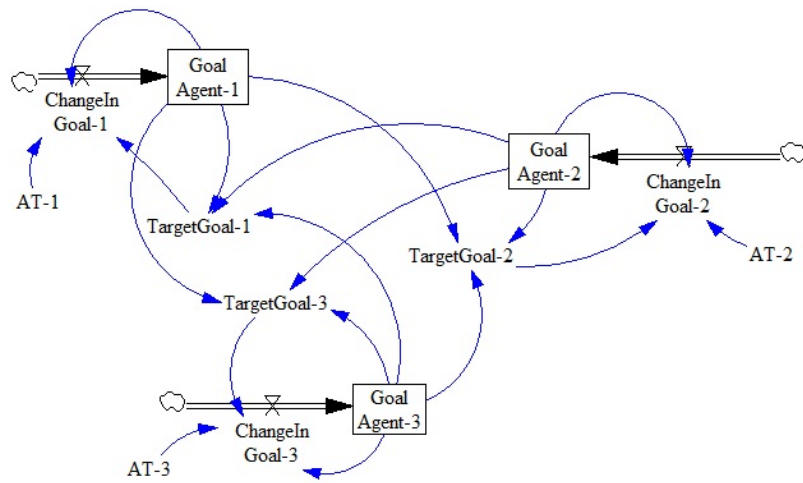 Goal
Agent-1
ChangeIn
Goal-1
AT-1
TargetGoal-1
Goal
Agent-2
ChangeIn
Goal-2
AT-2
TargetGoal-2
TargetGoal-3
Goal
Agent-3
ChangeIn
Goal-3
AT-3